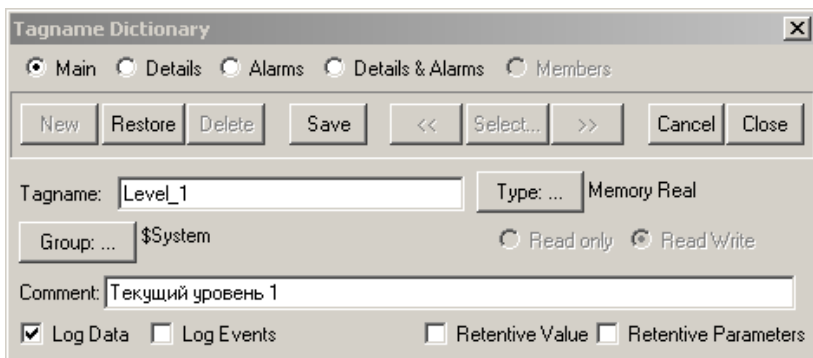 Tagname Dictionary
Main Details Alarms Details & Alarms Members
New Restore Delete Save << Select... >> Cancel Close
Tagname: Level_1 Type: ... Memory Real
Group: ... $System Read only Read Write
Comment: Текущий уровень 1
Log Data Log Events Retentive Value Retentive Parameters